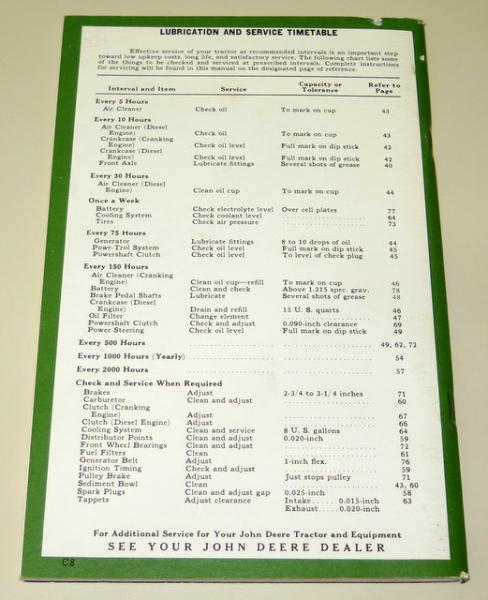 LUBRICATION AND SERVICE TIMETABLE
Effective service of your tractor at recommended intervals is an important step
toward low upkeep costs, long life, and satisfactory service. The following chart lists some
of the things to be checked and serviced at prescribed intervals. Complete instructions
for servicing will be found in this manual on the designated page of reference.
Interval and Item Service Capacity or Tolerance Refer to Page
Every 5 Hours
Air Cleaner Check oil To mark on cup 43
Every 10 Hours
Air Cleaner (Diesel
Engine) Check oil To mark on cup 43
Crankcase (Cranking
Engine) Check oil level Full mark on dip stick 42
Crankcase (Diesel
Engine) Check oil level Full mark on dip stick 42
Front Axle Lubricate fittings Several shots of grease 40
Every 30 Hours
Air Cleaner (Diesel
Engine) Clean oil cup To mark on cup 44
Once a Week
Battery Check electrolyte level Over cell plates 77
Cooling System Check coolant level 64
Tires Check air pressure 73
Every 75 Hours
Generator Lubricate fittings 8 to 10 drops of oil 44
Powr-Trol System Check oil level Full mark on dip stick 45
Powershaft Clutch Check oil level To level of check plug 45
Every 150 Hours
Air Cleaner (Cranking
Engine) Clean oil cup—refill To mark on cup 46
Battery Clean and check Above 1.215 spec. grav. 78
Brake Pedal Shafts Lubricate Several shots of grease 48
Crankcase (Diesel
Engine) Drain and refill 15 U. S. quarts 46
Oil Filter Change element 47
Powershaft Clutch Check and adjust 0.090-inch clearance 69
Power Steering Check oil level Full mark on dip stick 49
Every 500 Hours 49, 62, 72
Every 1000 Hours (Yearly) 54
Every 2000 Hours 57
Check and Service When Required
Brakes Adjust 2-3/4 to 3-1/4 inches 71
Carburetor Clean and adjust 60
Clutch (Cranking
Engine) Adjust 67
Clutch (Diesel Engine) Adjust 66
Cooling System Clean and service 8 U. S. gallons 64
Distributor Points Clean and adjust 0.020-inch 59
Front Wheel Bearings Clean and adjust 72
Fuel Filters Clean 61
Generator Belt Adjust 1-inch flex. 76
Ignition Timing Check and adjust 59
Pulley Brake Adjust Just stops pulley 71
Sediment Bowl Clean 43, 60
Spark Plugs Clean and adjust gap 0.025-inch 58
Tappets Adjust clearance Intake 0.015-inch 63
Exhaust 0.020-inch
For Additional Service for Your John Deere Tractor and Equipment
SEE YOUR JOHN DEERE DEALER
C8